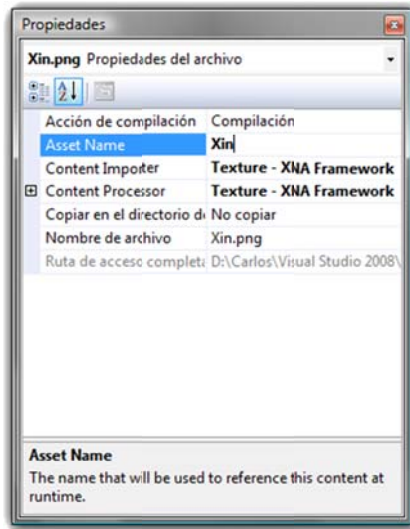 Propiedades
Xin.png Propiedades del archivo
Acción de compilación Compilación
Asset Name Xin
Content Importer Texture - XNA Framework
Content Processor Texture - XNA Framework
Copiar en el directorio de No copiar
Nombre de archivo Xin.png
Ruta de acceso completa D:\Carlos\Visual Studio 2008\
Asset Name
The name that will be used to reference this content at
runtime.